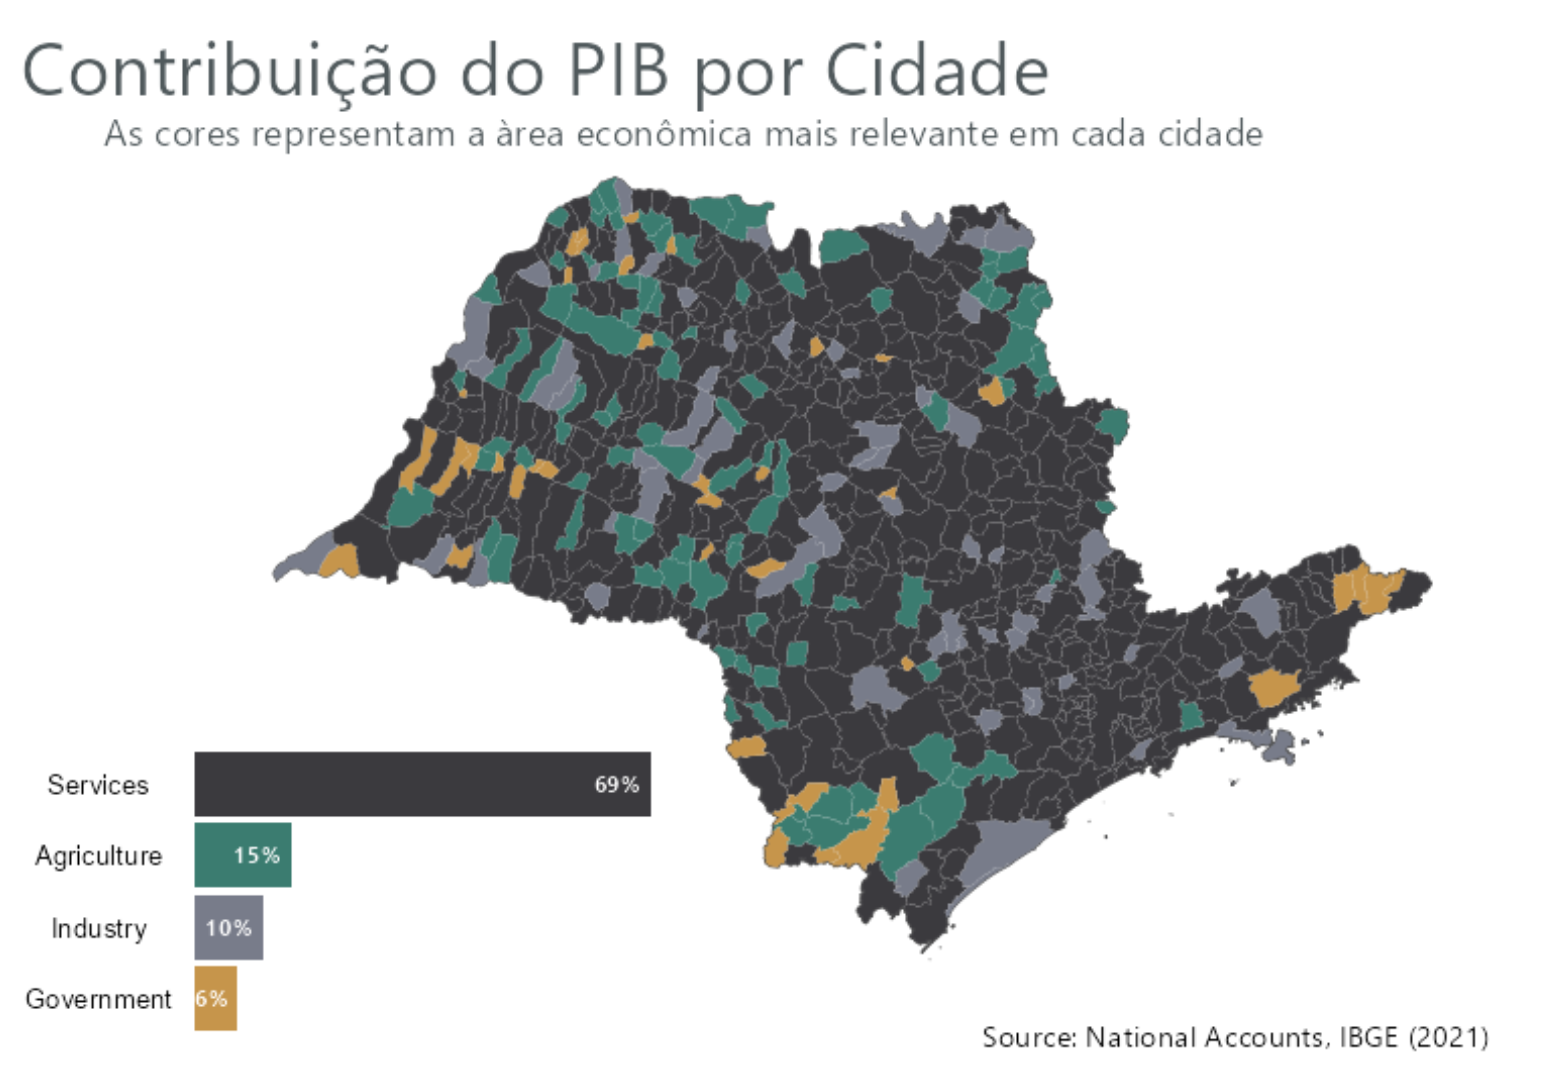 Contribuição do PIB por Cidade
As cores representam a àrea econômica mais relevante em cada cidade
Services 69%
Agriculture 15%
Industry 10%
Government 6%
Source: National Accounts, IBGE (2021)